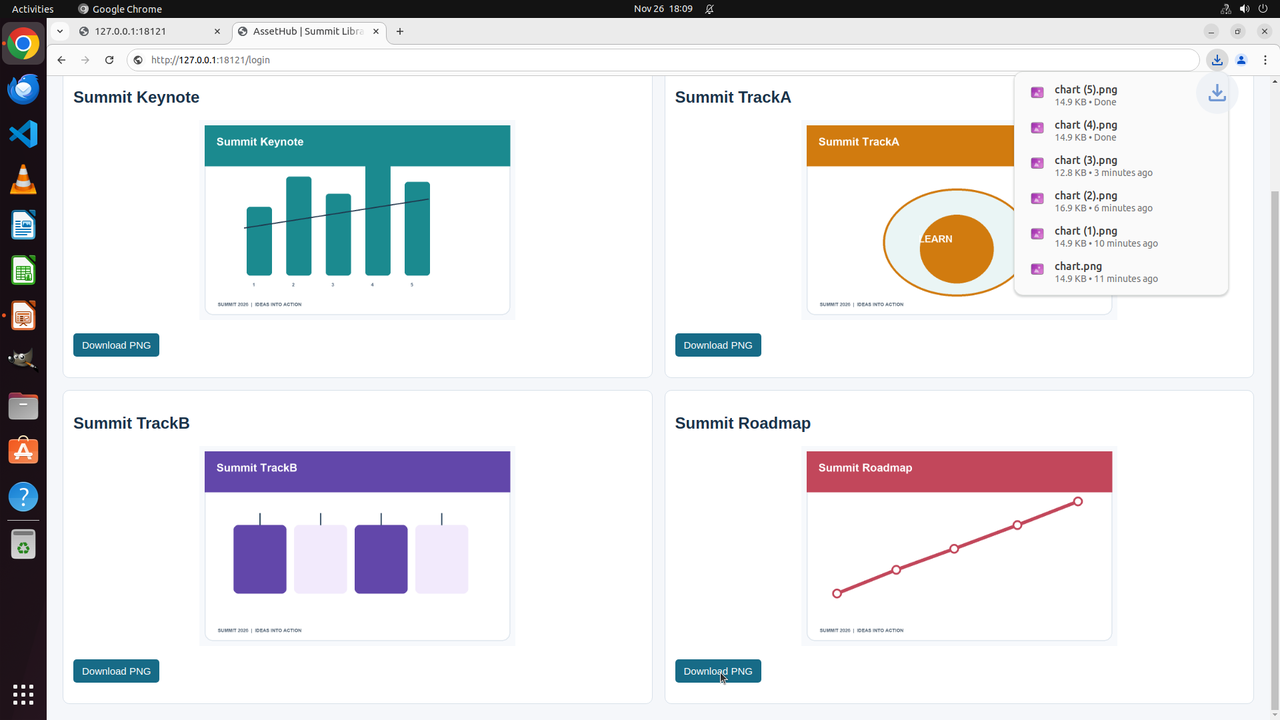 Activities
Google Chrome
Nov 26 18:09
127.0.0.1:18121
AssetHub | Summit Libra
http://127.0.0.1:18121/login
chart (5).png
14.9 KB • Done
chart (4).png
14.9 KB • Done
chart (3).png
12.8 KB • 3 minutes ago
chart (2).png
16.9 KB • 6 minutes ago
chart (1).png
14.9 KB • 10 minutes ago
chart.png
14.9 KB • 11 minutes ago
Summit Keynote
Summit Keynote
1 2 3 4 5
SUMMIT 2026 | IDEAS INTO ACTION
Download PNG
Summit TrackA
Summit TrackA
LEARN
SUMMIT 2026 | IDEAS INTO ACTION
Download PNG
Summit TrackB
Summit TrackB
SUMMIT 2026 | IDEAS INTO ACTION
Download PNG
Summit Roadmap
Summit Roadmap
SUMMIT 2026 | IDEAS INTO ACTION
Download PNG